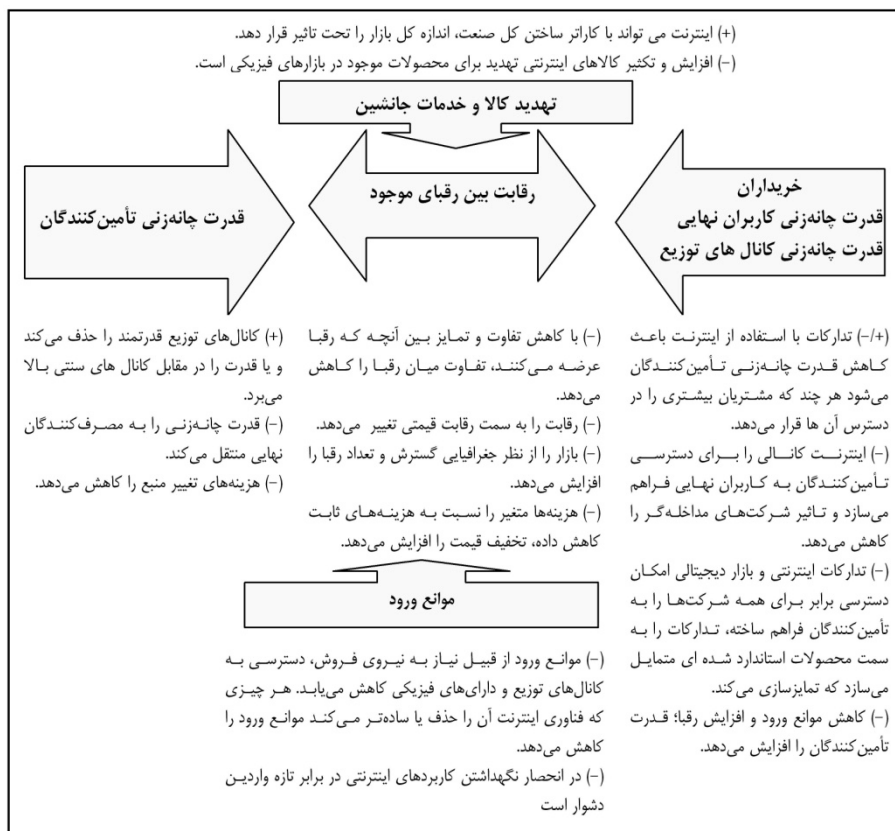 (+) اینترنت می تواند با کاراتر ساختن کل صنعت، اندازه کل بازار را تحت تاثیر قرار دهد.
(–) افزایش و تکثیر کالاهای اینترنتی تهدید برای محصولات موجود در بازارهای فیزیکی است.
تهدید کالا و خدمات جانشین
خریداران
قدرت چانه‌زنی کاربران نهایی
قدرت چانه‌زنی کانال های توزیع
رقابت بین رقبای موجود
قدرت چانه‌زنی تأمین‌کنندگان
(+/–) تدارکات با استفاده از اینترنت باعث
کاهش قدرت چانه‌زنی تأمین‌کنندگان
می‌شود هر چند که مشتریان بیشتری را در
دسترس آن ها قرار می‌دهد.
(–) اینترنت کانالی را برای دسترسی
تأمین‌کنندگان به کاربران نهایی فراهم
می‌سازد و تاثیر شرکت‌های مداخله‌گر را
کاهش می‌دهد.
(–) تدارکات اینترنتی و بازار دیجیتالی امکان
دسترسی برابر برای همه شرکت‌ها را به
تأمین‌کنندگان فراهم ساخته، تدارکات را به
سمت محصولات استاندارد شده ای متمایل
می‌سازد که تمایزسازی می‌کند.
(–) کاهش موانع ورود و افزایش رقبا؛ قدرت
تأمین‌کنندگان را افزایش می‌دهد.
(–) با کاهش تفاوت و تمایز بین آنچه که رقبا
عرضه می‌کنند، تفاوت میان رقبا را کاهش
می‌دهد.
(–) رقابت را به سمت رقابت قیمتی تغییر می‌دهد.
(–) بازار را از نظر جغرافیایی گسترش و تعداد رقبا را
افزایش می‌دهد.
(–) هزینه‌ها متغیر را نسبت به هزینه‌های ثابت
کاهش داده، تخفیف قیمت را افزایش می‌دهد.
(+) کانال‌های توزیع قدرتمند را حذف می‌کند
و یا قدرت را در مقابل کانال های سنتی بالا
می‌برد.
(–) قدرت چانه‌زنی را به مصرف‌کنندگان
نهایی منتقل می‌کند.
(–) هزینه‌های تغییر منبع را کاهش می‌دهد.
موانع ورود
(–) موانع ورود از قبیل نیاز به نیروی فروش، دسترسی به
کانال‌های توزیع و دارای‌های فیزیکی کاهش می‌یابد. هر چیزی
که فناوری اینترنت آن را حذف یا ساده‌تر می‌کند موانع ورود را
کاهش می‌دهد.
(–) در انحصار نگهداشتن کاربردهای اینترنتی در برابر تازه واردین
دشوار است